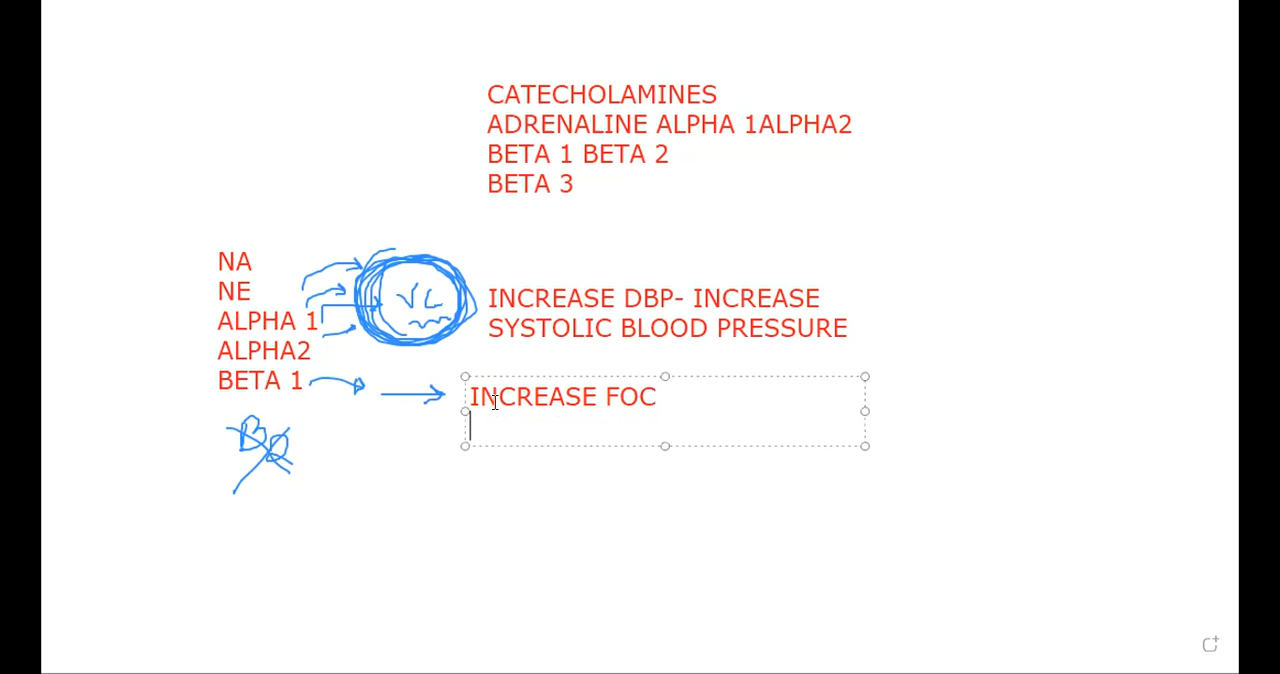 CATECHOLAMINES
ADRENALINE ALPHA 1ALPHA2
BETA 1 BETA 2
BETA 3
NA
NE
ALPHA 1
ALPHA2
BETA 1
VC
INCREASE DBP- INCREASE
SYSTOLIC BLOOD PRESSURE
INCREASE FOC